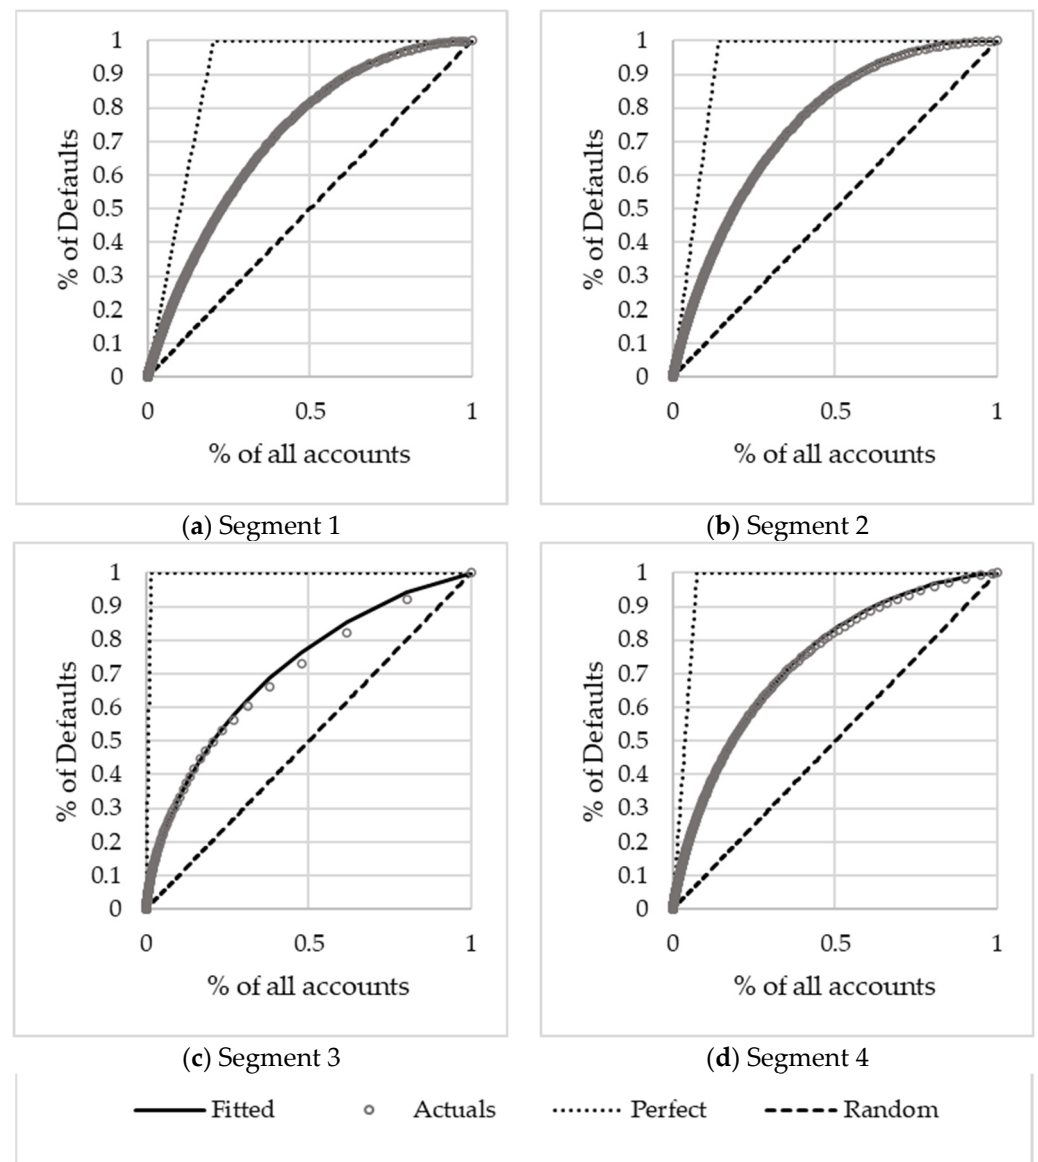 1
0.9
0.8
0.7
0.6
0.5
0.4
0.3
0.2
0.1
0
% of Defaults
0 0.5 1
% of all accounts
(a) Segment 1
1
0.9
0.8
0.7
0.6
0.5
0.4
0.3
0.2
0.1
0
% of Defaults
0 0.5 1
% of all accounts
(b) Segment 2
1
0.9
0.8
0.7
0.6
0.5
0.4
0.3
0.2
0.1
0
% of Defaults
0 0.5 1
% of all accounts
(c) Segment 3
1
0.9
0.8
0.7
0.6
0.5
0.4
0.3
0.2
0.1
0
% of Defaults
0 0.5 1
% of all accounts
(d) Segment 4
Fitted Actuals Perfect Random